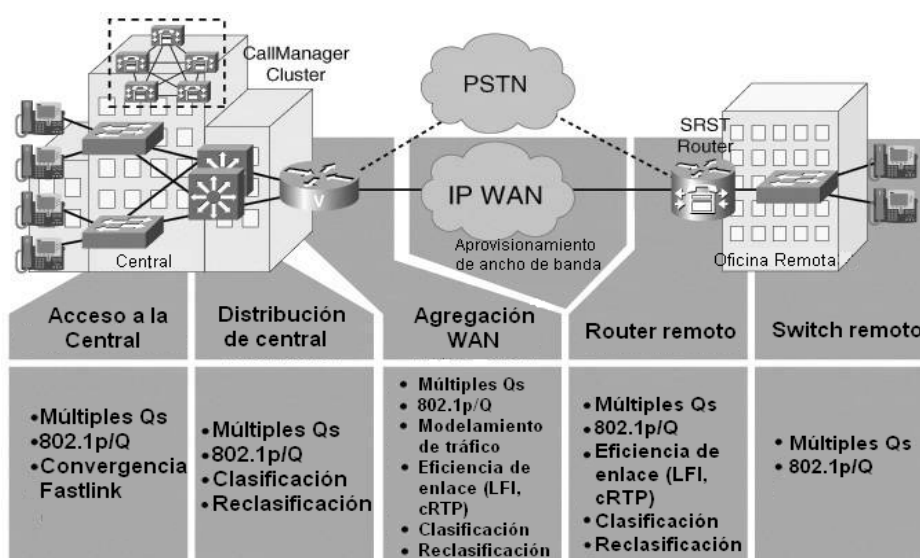 CallManager
Cluster
PSTN
SRST
Router
V
IP WAN
Aprovisionamiento
de ancho de banda
Central
Oficina Remota
Acceso a la
Central
Distribución
de central
Agregación
WAN
Router remoto
Switch remoto
•Múltiples Qs
•802.1p/Q
•Convergencia
Fastlink
•Múltiples Qs
•802.1p/Q
•Clasificación
•Reclasificación
• Múltiples Qs
• 802.1p/Q
• Modelamiento
de tráfico
• Eficiencia de
enlace (LFI,
cRTP)
• Clasificación
• Reclasificación
•Múltiples Qs
•802.1p/Q
•Eficiencia de
enlace (LFI,
cRTP)
•Clasificación
•Reclasificación
• Múltiples Qs
• 802.1p/Q